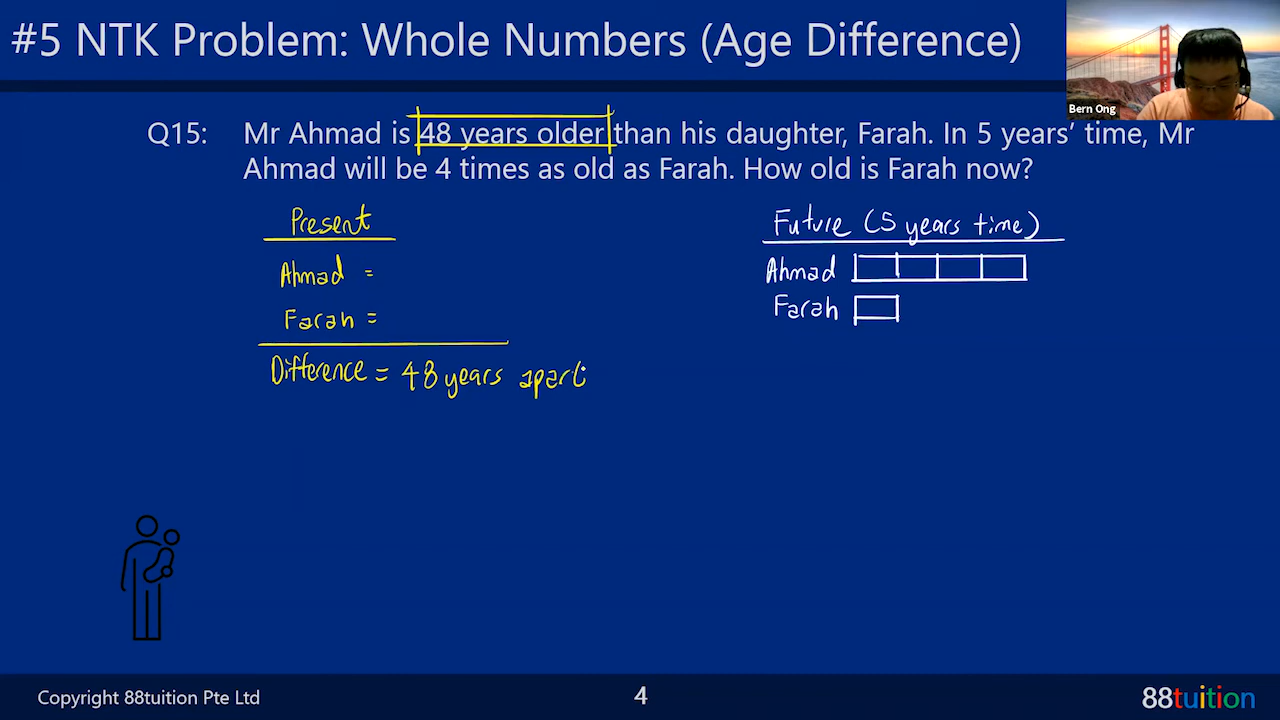 #5 NTK Problem: Whole Numbers (Age Difference)
Bern Ong
Q15: Mr Ahmad is 48 years older than his daughter, Farah. In 5 years’ time, Mr
Ahmad will be 4 times as old as Farah. How old is Farah now?
Present
Ahmad =
Farah =
Difference = 48 years apart
Future (5 years time)
Ahmad
Farah
Copyright 88tuition Pte Ltd
4
88tuition